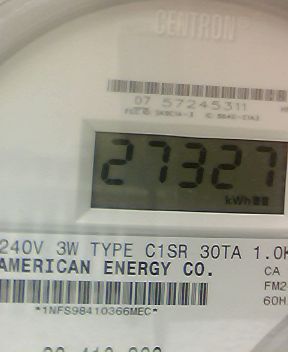 CENTRON®
07 57245311
27327
kWh
240V 3W TYPE C1SR 30TA 1.0K
AMERICAN ENERGY CO.
CA
FM2
60H
*1NFS98410366MEC*